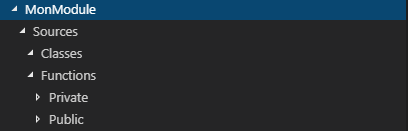 MonModule
Sources
Classes
Functions
Private
Public